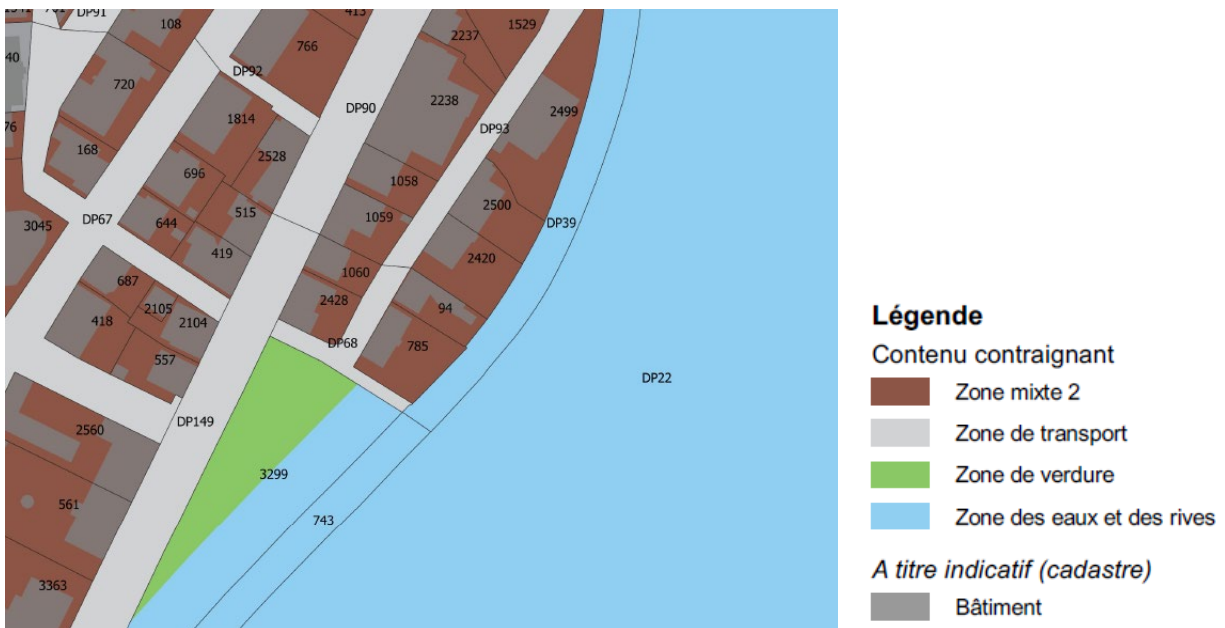 DP91
108
413
2237
1529
40
766
DP92
720
DP90
2238
2499
1814
DP93
76
168
2528
696
1058
2500
515
1059
DP39
DP67
644
3045
419
2420
1060
687
2428
94
2105
418
2104
DP68
785
557
DP22
DP149
2560
3299
561
743
3363
Légende
Contenu contraignant
Zone mixte 2
Zone de transport
Zone de verdure
Zone des eaux et des rives
A titre indicatif (cadastre)
Bâtiment